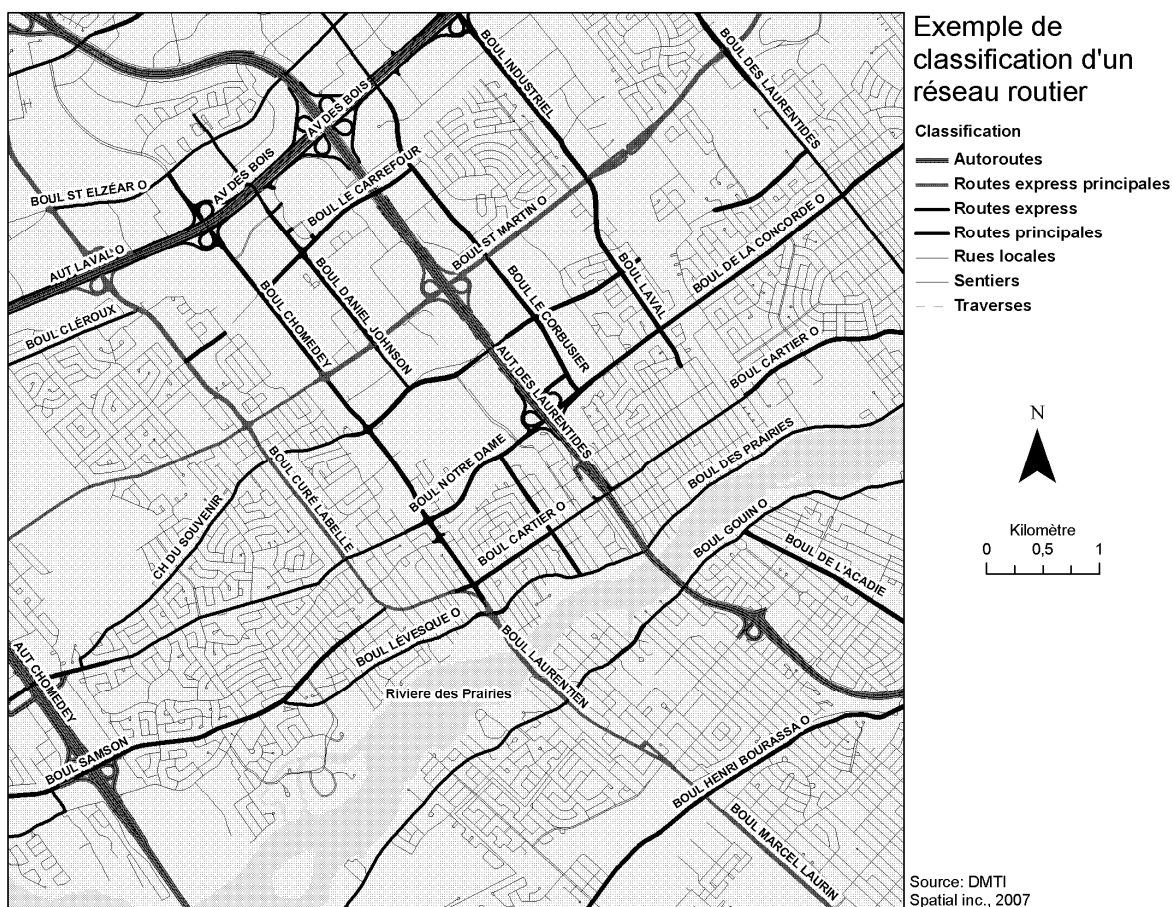 Exemple de
classification d'un
réseau routier
Classification
Autoroutes
Routes express principales
Routes express
Routes principales
Rues locales
Sentiers
Traverses
N
Kilomètre
0 0,5 1
Source: DMTI
Spatial inc., 2007
BOUL INDUSTRIEL
BOUL DES LAURENTIDES
AV DES BOIS
AV DES BOIS
BOUL ST ELZÉAR O
BOUL LE CARREFOUR
AUT LAVAL O
BOUL ST MARTIN O
BOUL DE LA CONCORDE O
BOUL CLÉROUX
BOUL CHOMEDEY
BOUL DANIEL JOHNSON
BOUL LE CORBUSIER
BOUL LAVAL
AUT DES LAURENTIDES
BOUL CARTIER O
BOUL DES PRAIRIES
BOUL NOTRE DAME
BOUL CURÉ LABELLE
CH DU SOUVENIR
BOUL CARTIER O
BOUL GOUIN O
BOUL DE L'ACADIE
BOUL LÉVESQUE O
BOUL LAURENTIEN
Riviere des Prairies
AUT CHOMEDEY
BOUL SAMSON
BOUL HENRI BOURASSA O
BOUL MARCEL LAURIN